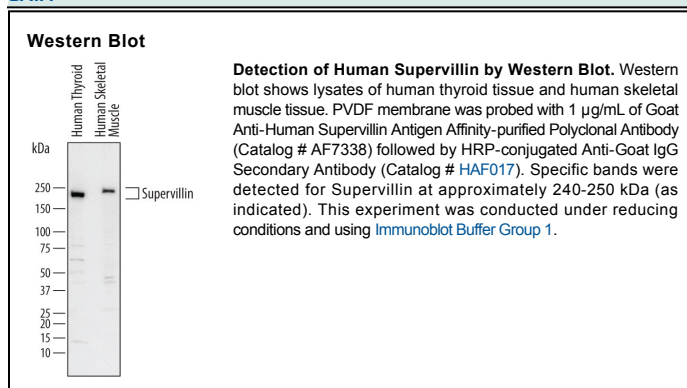 Western Blot
Human Thyroid
Human Skeletal
Muscle
kDa
250
150
100
75
50
37
25
20
15
10
Supervillin
Detection of Human Supervillin by Western Blot. Western
blot shows lysates of human thyroid tissue and human skeletal
muscle tissue. PVDF membrane was probed with 1 µg/mL of Goat
Anti-Human Supervillin Antigen Affinity-purified Polyclonal Antibody
(Catalog # AF7338) followed by HRP-conjugated Anti-Goat IgG
Secondary Antibody (Catalog # HAF017). Specific bands were
detected for Supervillin at approximately 240-250 kDa (as
indicated). This experiment was conducted under reducing
conditions and using Immunoblot Buffer Group 1.